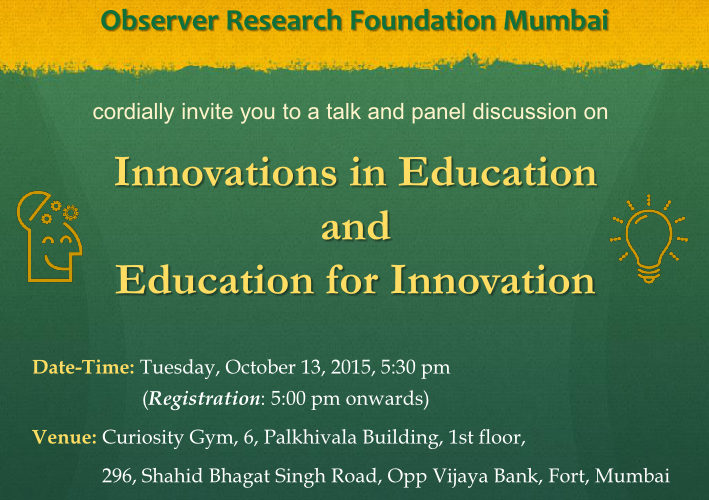 Observer Research Foundation Mumbai
cordially invite you to a talk and panel discussion on
Innovations in Education
and
Education for Innovation
Date-Time: Tuesday, October 13, 2015, 5:30 pm
(Registration: 5:00 pm onwards)
Venue: Curiosity Gym, 6, Palkhivala Building, 1st floor,
296, Shahid Bhagat Singh Road, Opp Vijaya Bank, Fort, Mumbai